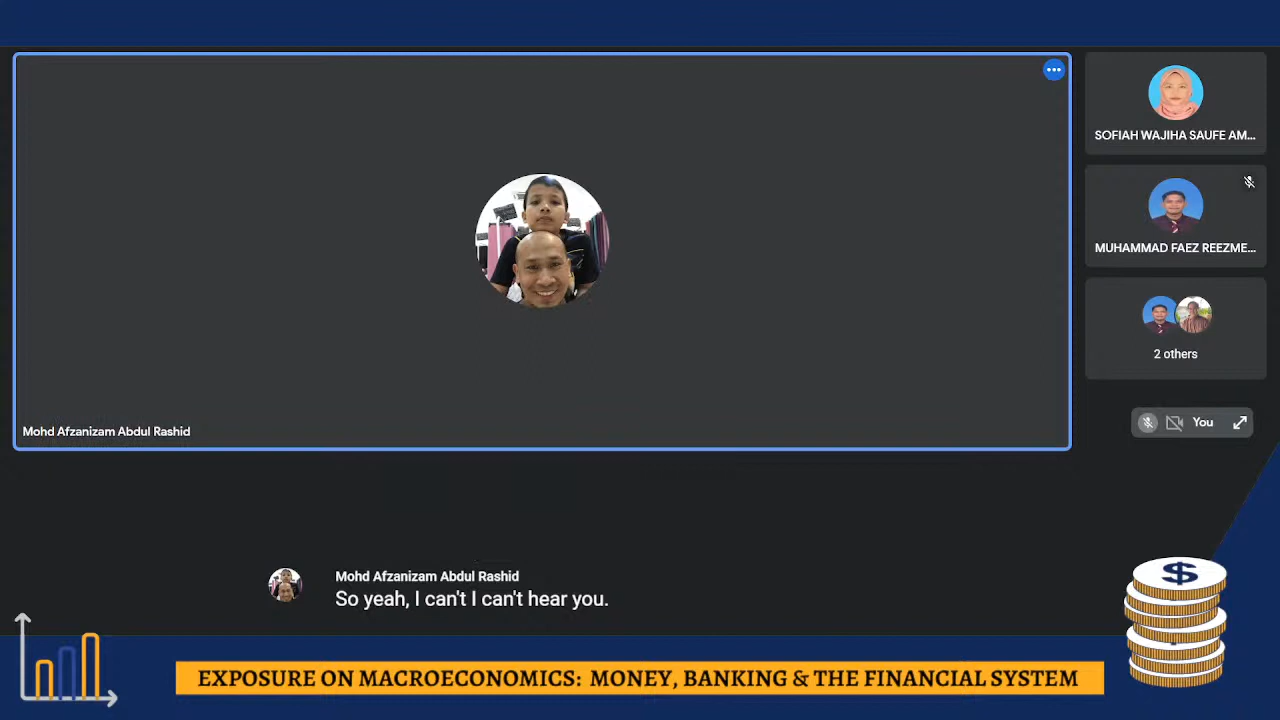 SOFIAH WAJIHA SAUFE AM...
MUHAMMAD FAEZ REEZME...
2 others
You
Mohd Afzanizam Abdul Rashid
Mohd Afzanizam Abdul Rashid
So yeah, I can't I can't hear you.
$
EXPOSURE ON MACROECONOMICS: MONEY, BANKING & THE FINANCIAL SYSTEM